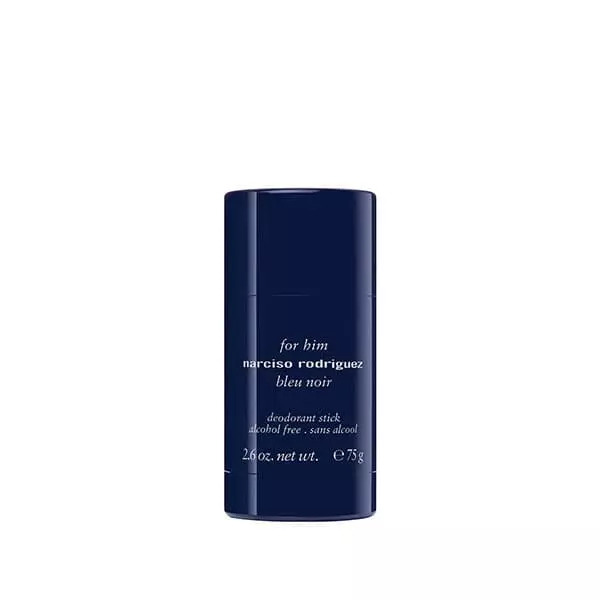 for him
narciso rodriguez
bleu noir
deodorant stick
alcohol free . sans alcool
2.6 oz. net wt. ℮ 75 g